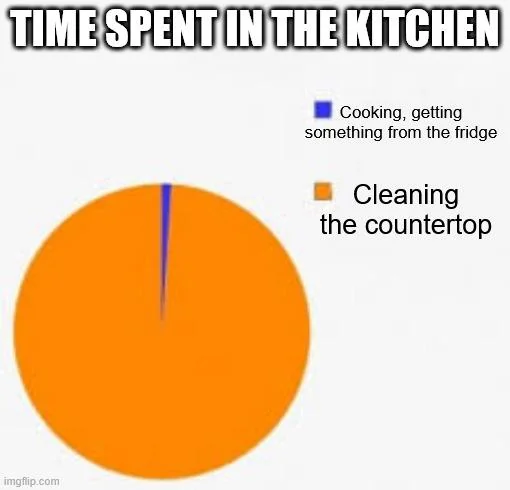 TIME SPENT IN THE KITCHEN
Cooking, getting
something from the fridge
Cleaning
the countertop
imgflip.com